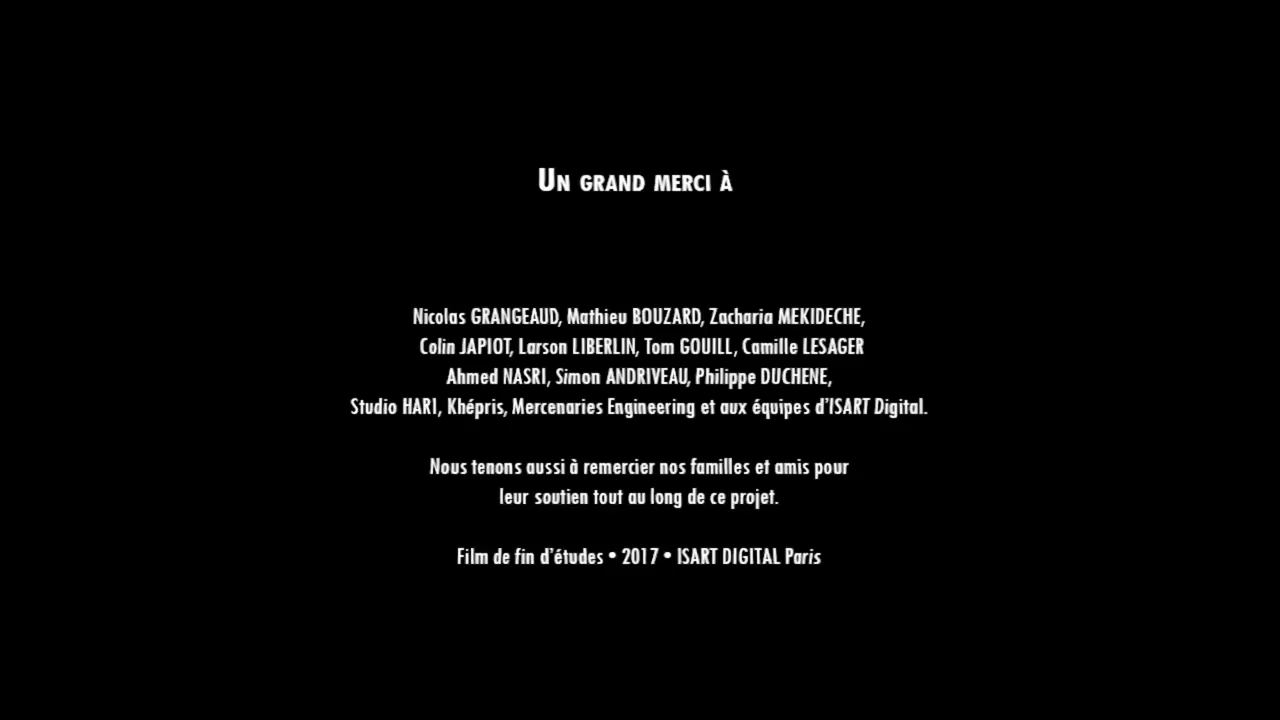 Un grand merci à
Nicolas GRANGEAUD, Mathieu BOUZARD, Zacharia MEKIDECHE,
Colin JAPIOT, Larson LIBERLIN, Tom GOUILL, Camille LESAGER
Ahmed NASRI, Simon ANDRIVEAU, Philippe DUCHENE,
Studio HARI, Khépris, Mercenaries Engineering et aux équipes d'ISART Digital.
Nous tenons aussi à remercier nos familles et amis pour
leur soutien tout au long de ce projet.
Film de fin d'études • 2017 • ISART DIGITAL Paris